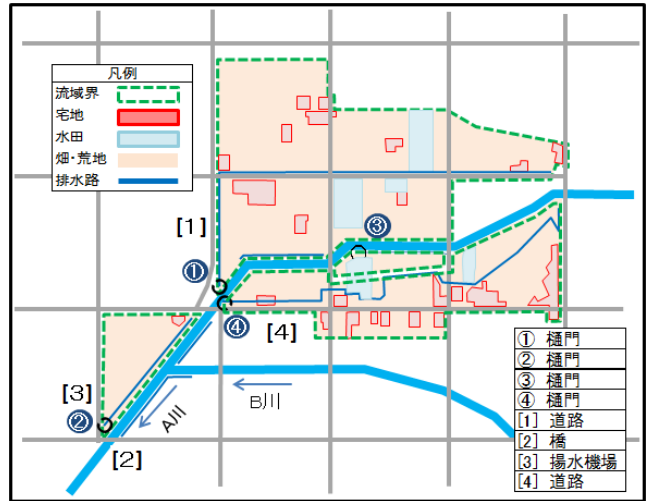 凡例
流域界
宅地
水田
畑・荒地
排水路
[1]
③
①
④
[4]
[3]
②
[2]
A川
B川
① 樋門
② 樋門
③ 樋門
④ 樋門
[1] 道路
[2] 橋
[3] 揚水機場
[4] 道路